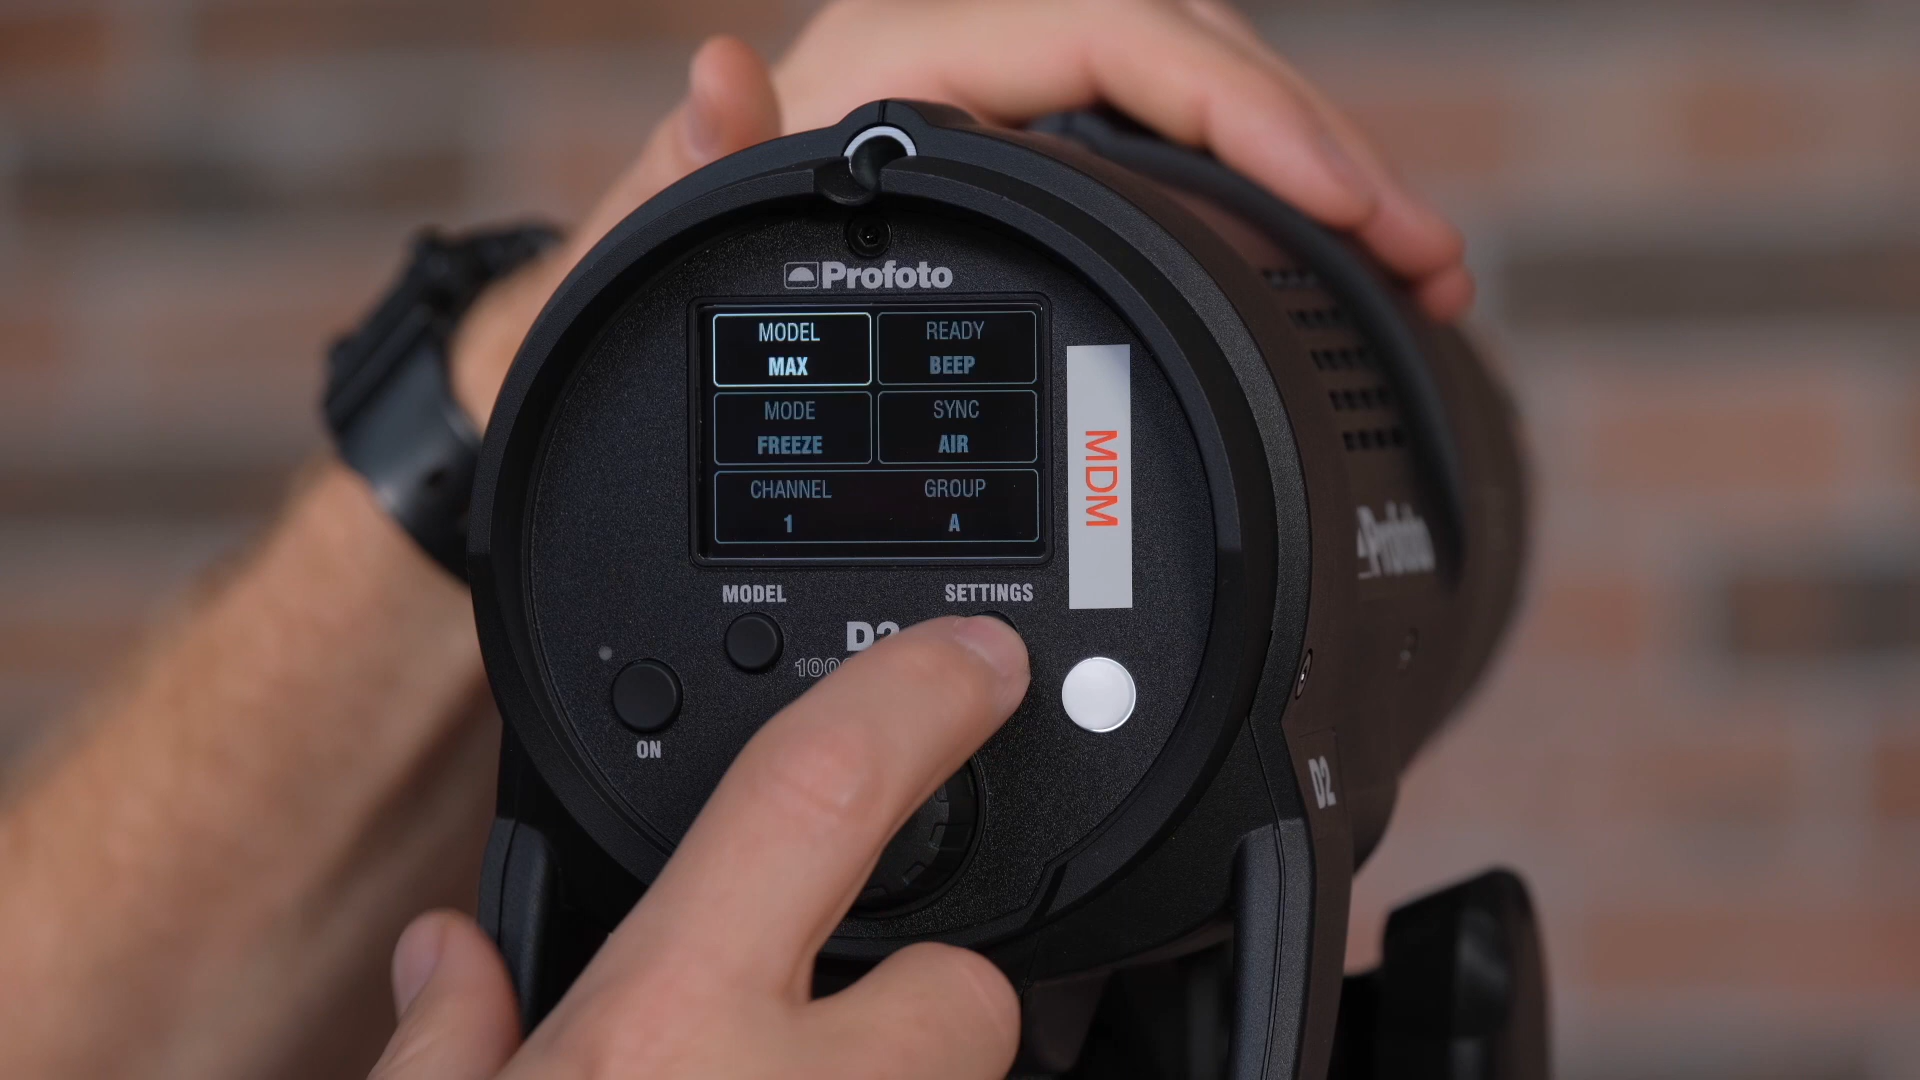 Profoto
MODEL
MAX
READY
BEEP
MODE
FREEZE
SYNC
AIR
CHANNEL
1
GROUP
A
MDM
MODEL
SETTINGS
ON
Profoto
D2